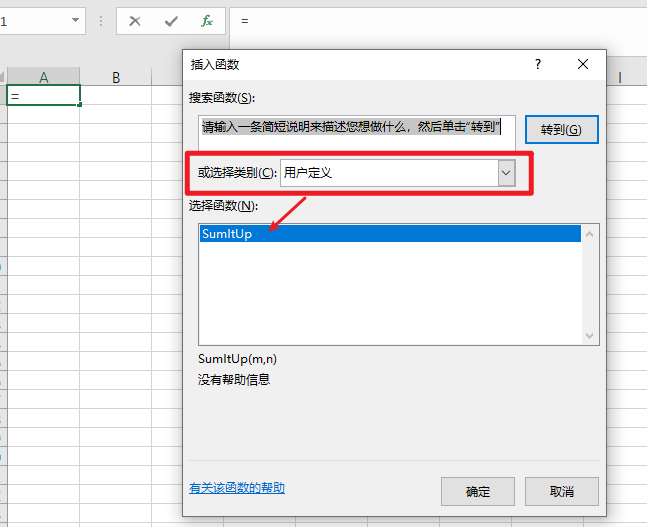 1
fx
=
A
B
I
=
插入函数
?
搜索函数(S):
请输入一条简短说明来描述您想做什么，然后单击“转到”
转到(G)
或选择类别(C):
用户定义
选择函数(N):
SumItUp
SumItUp(m,n)
没有帮助信息
有关该函数的帮助
确定
取消